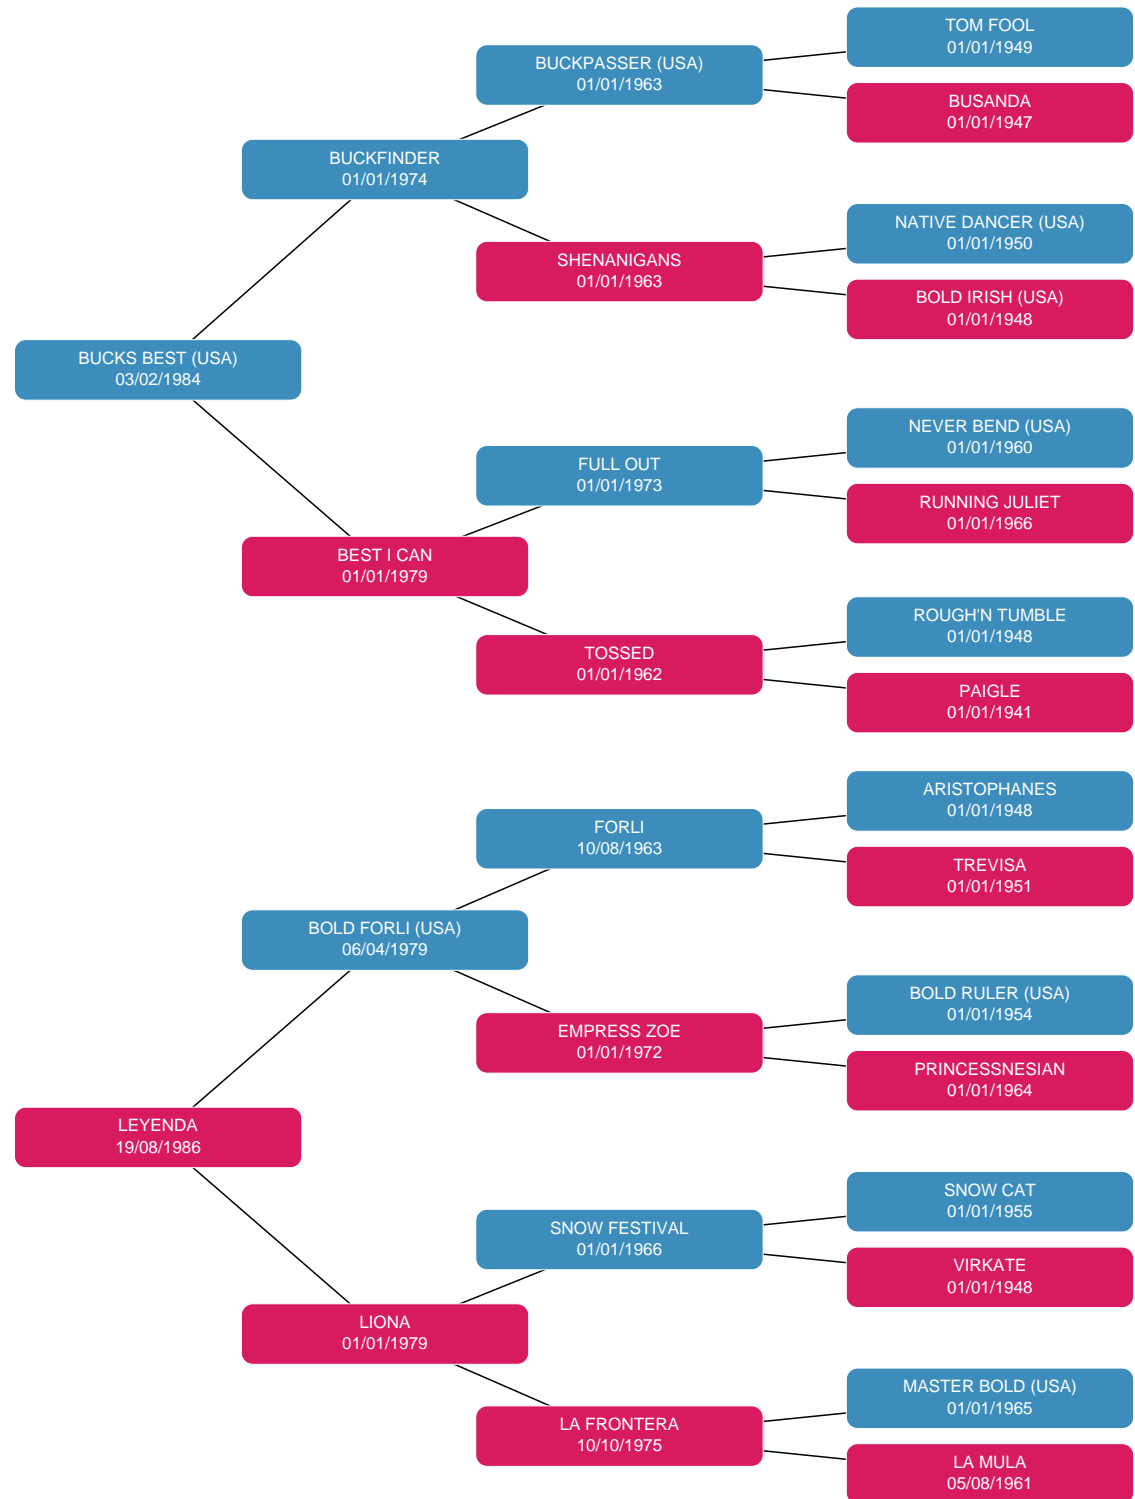 TOM FOOL
01/01/1949
BUCKPASSER (USA)
01/01/1963
BUSANDA
01/01/1947
BUCKFINDER
01/01/1974
NATIVE DANCER (USA)
01/01/1950
SHENANIGANS
01/01/1963
BOLD IRISH (USA)
01/01/1948
BUCKS BEST (USA)
03/02/1984
NEVER BEND (USA)
01/01/1960
FULL OUT
01/01/1973
RUNNING JULIET
01/01/1966
BEST I CAN
01/01/1979
ROUGH'N TUMBLE
01/01/1948
TOSSED
01/01/1962
PAIGLE
01/01/1941
ARISTOPHANES
01/01/1948
FORLI
10/08/1963
TREVISA
01/01/1951
BOLD FORLI (USA)
06/04/1979
BOLD RULER (USA)
01/01/1954
EMPRESS ZOE
01/01/1972
PRINCESSNESIAN
01/01/1964
LEYENDA
19/08/1986
SNOW CAT
01/01/1955
SNOW FESTIVAL
01/01/1966
VIRKATE
01/01/1948
LIONA
01/01/1979
MASTER BOLD (USA)
01/01/1965
LA FRONTERA
10/10/1975
LA MULA
05/08/1961